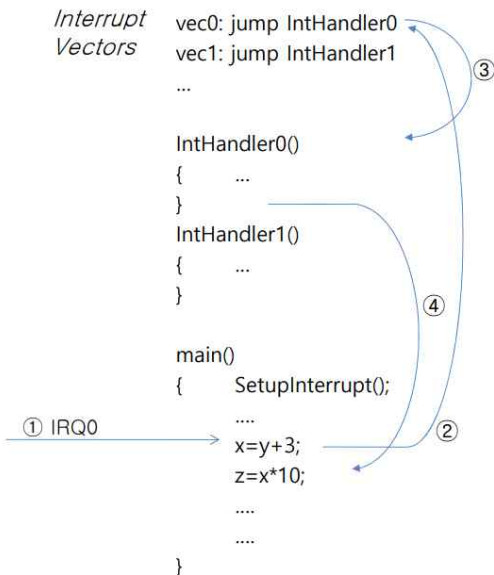 Interrupt
Vectors
vec0: jump IntHandler0
vec1: jump IntHandler1
...
③
IntHandler0()
{ ...
}
IntHandler1()
{ ...
}
④
main()
{ SetupInterrupt();
....
① IRQ0
x=y+3;
②
z=x*10;
....
....
}